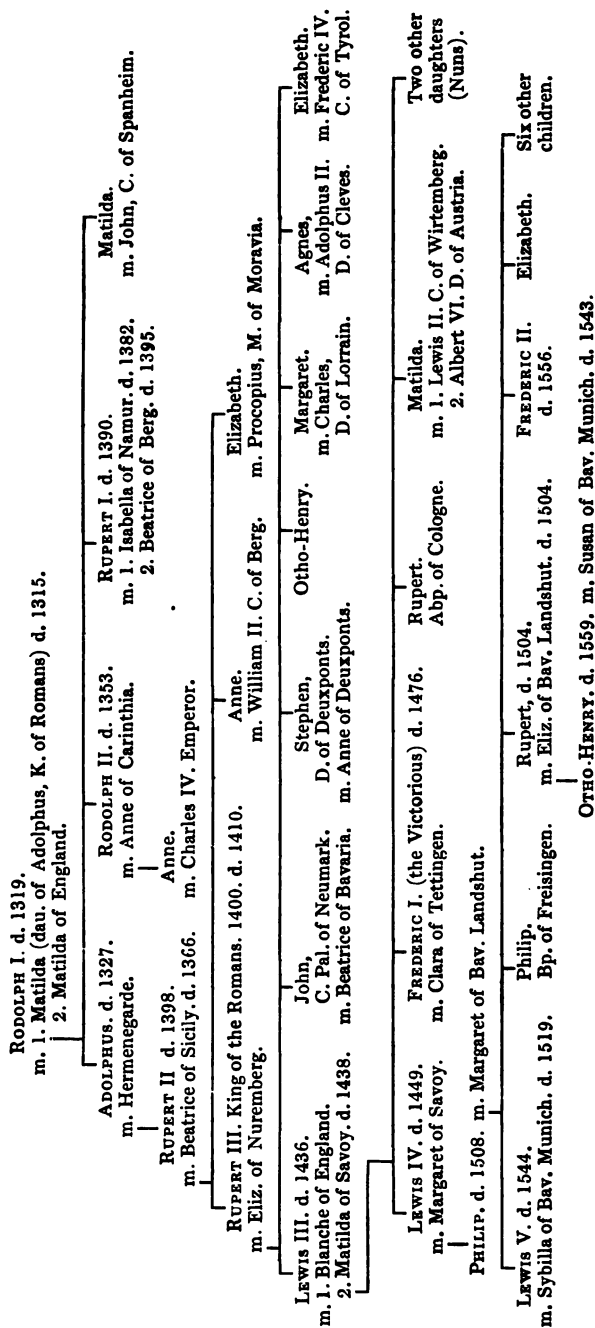 RODOLPH I. d. 1319.
m. 1. Matilda (dau. of Adolphus, K. of Romans) d. 1315.
2. Matilda of England.
ADOLPHUS. d. 1327.
m. Hermenegarde.
RODOLPH II. d. 1353.
m. Anne of Carinthia.
RUPERT I. d. 1390.
m. 1. Isabella of Namur. d. 1382.
2. Beatrice of Berg. d. 1395.
Matilda.
m. John, C. of Spanheim.
RUPERT II d. 1398.
m. Beatrice of Sicily. d. 1366.
Anne.
m. Charles IV. Emperor.
RUPERT III. King of the Romans. 1400. d. 1410.
m. Eliz. of Nuremberg.
Anne.
m. William II. C. of Berg.
Elizabeth.
m. Procopius, M. of Moravia.
LEWIS III. d. 1436.
m. 1. Blanche of England.
2. Matilda of Savoy. d. 1438.
John,
C. Pal. of Neumark.
m. Beatrice of Bavaria.
Stephen,
D. of Deuxponts.
m. Anne of Deuxponts.
Otho-Henry.
Margaret.
m. Charles,
D. of Lorrain.
Agnes,
m. Adolphus II.
D. of Cleves.
Elizabeth.
m. Frederic IV.
C. of Tyrol.
LEWIS IV. d. 1449.
m. Margaret of Savoy.
FREDERIC I. (the Victorious) d. 1476.
m. Clara of Tettingen.
Rupert.
Abp. of Cologne.
Matilda.
m. 1. Lewis II. C. of Wirtemberg.
2. Albert VI. D. of Austria.
Two other
daughters
(Nuns).
PHILIP. d. 1508. m. Margaret of Bav. Landshut.
LEWIS V. d. 1544.
m. Sybilla of Bav. Munich. d. 1519.
Philip.
Bp. of Freisingen.
Rupert, d. 1504.
m. Eliz. of Bav. Landshut. d. 1504.
FREDERIC II.
d. 1556.
Elizabeth.
Six other
children.
OTHO-HENRY. d. 1559. m. Susan of Bav. Munich. d. 1543.